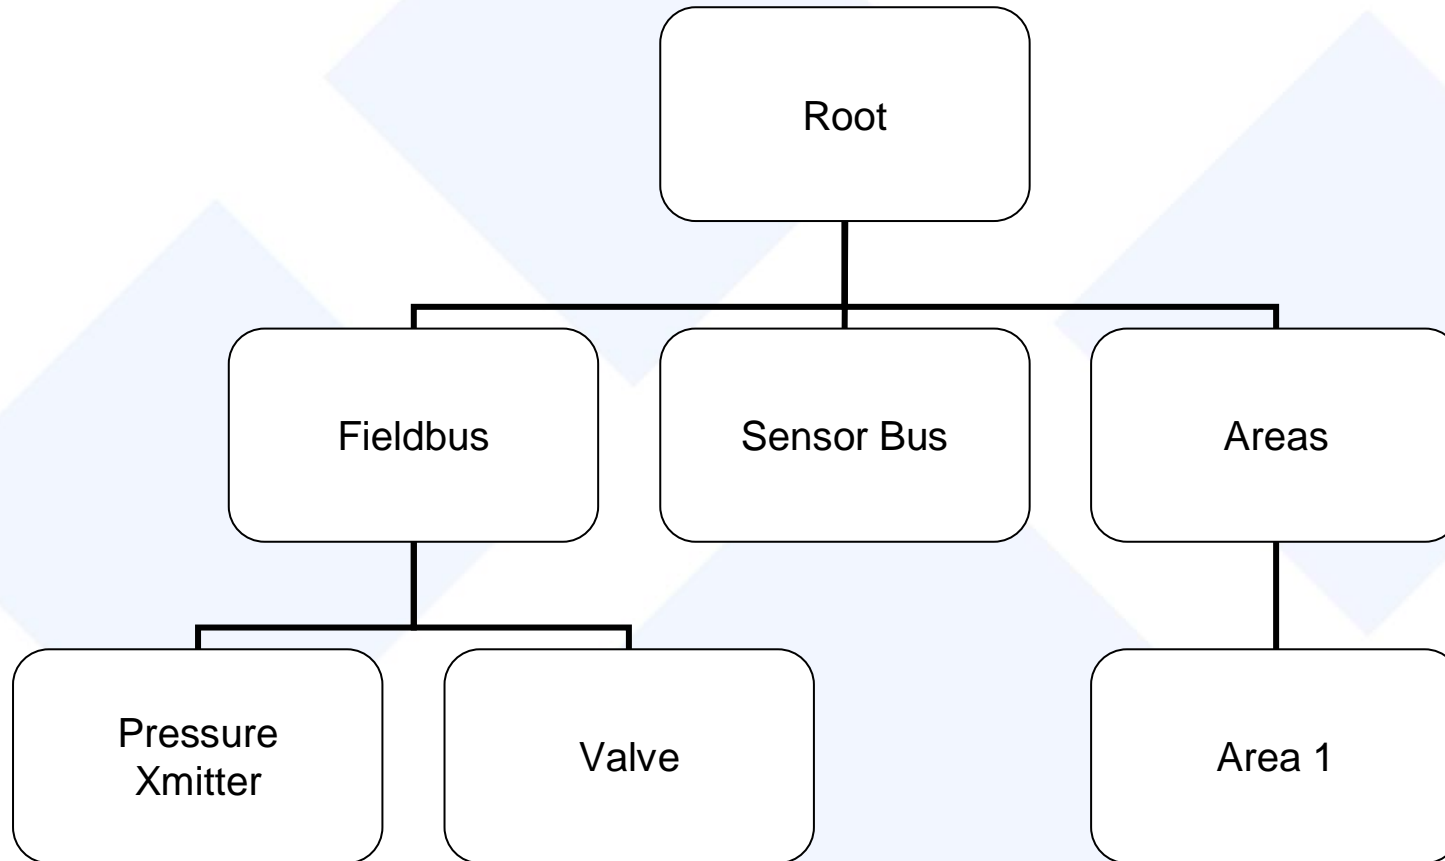 Root
Fieldbus
Sensor Bus
Areas
Pressure
Xmitter
Valve
Area 1